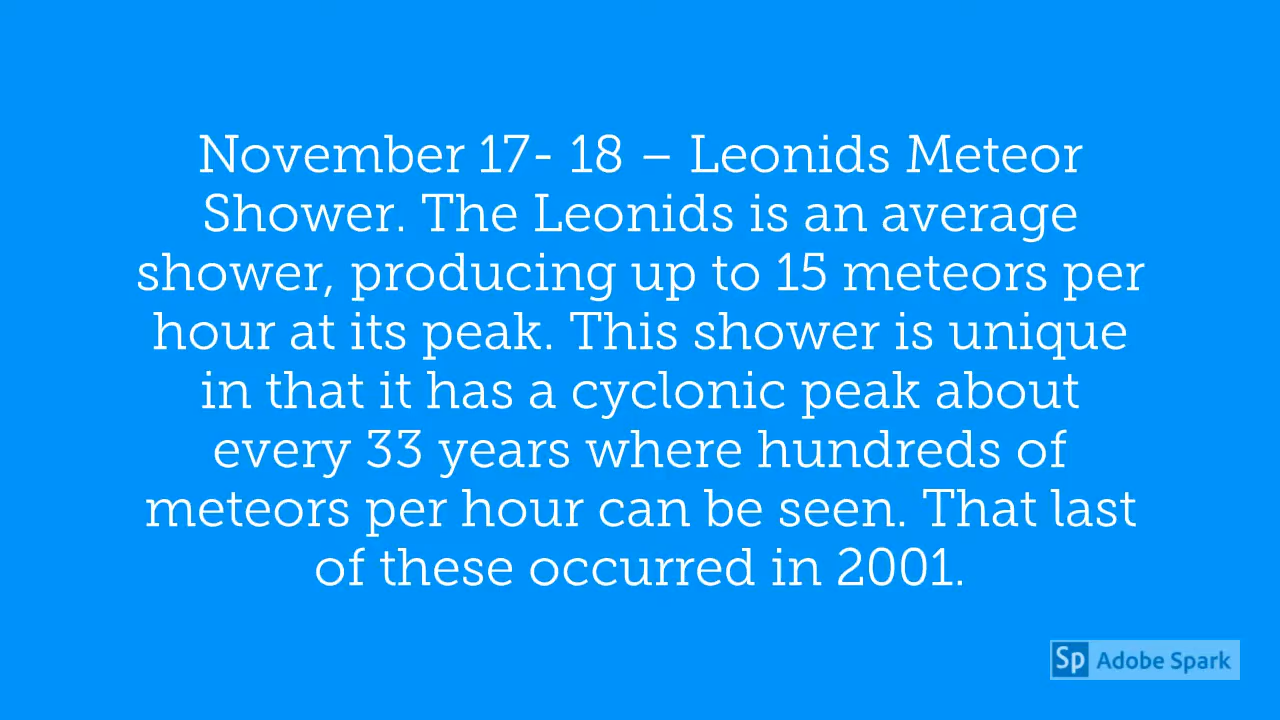 November 17- 18 – Leonids Meteor
Shower. The Leonids is an average
shower, producing up to 15 meteors per
hour at its peak. This shower is unique
in that it has a cyclonic peak about
every 33 years where hundreds of
meteors per hour can be seen. That last
of these occurred in 2001.
Sp Adobe Spark